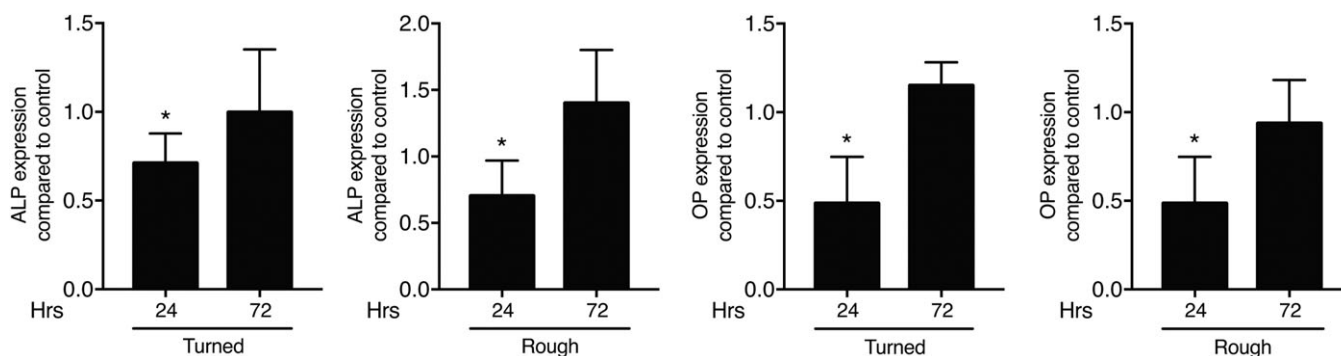 ALP expression
compared to control
1.5
1.0
0.5
0.0
*
Hrs
24
72
Turned
ALP expression
compared to control
2.0
1.5
1.0
0.5
0.0
*
Hrs
24
72
Rough
OP expression
compared to control
1.5
1.0
0.5
0.0
*
Hrs
24
72
Turned
OP expression
compared to control
1.5
1.0
0.5
0.0
*
Hrs
24
72
Rough